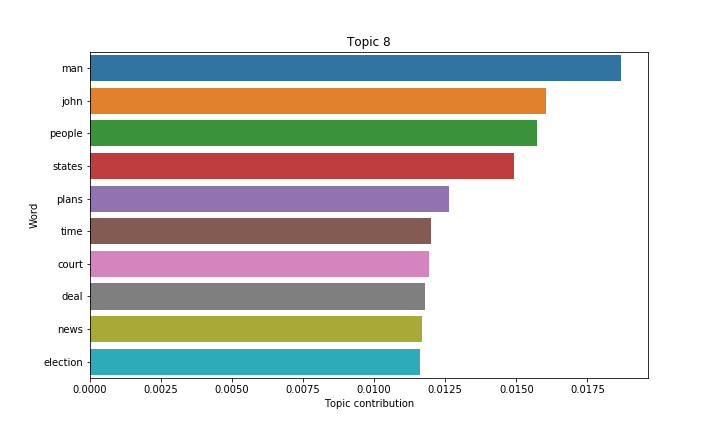 Topic 8
man
john
people
states
plans
time
court
deal
news
election
Word
0.0000 0.0025 0.0050 0.0075 0.0100 0.0125 0.0150 0.0175
Topic contribution